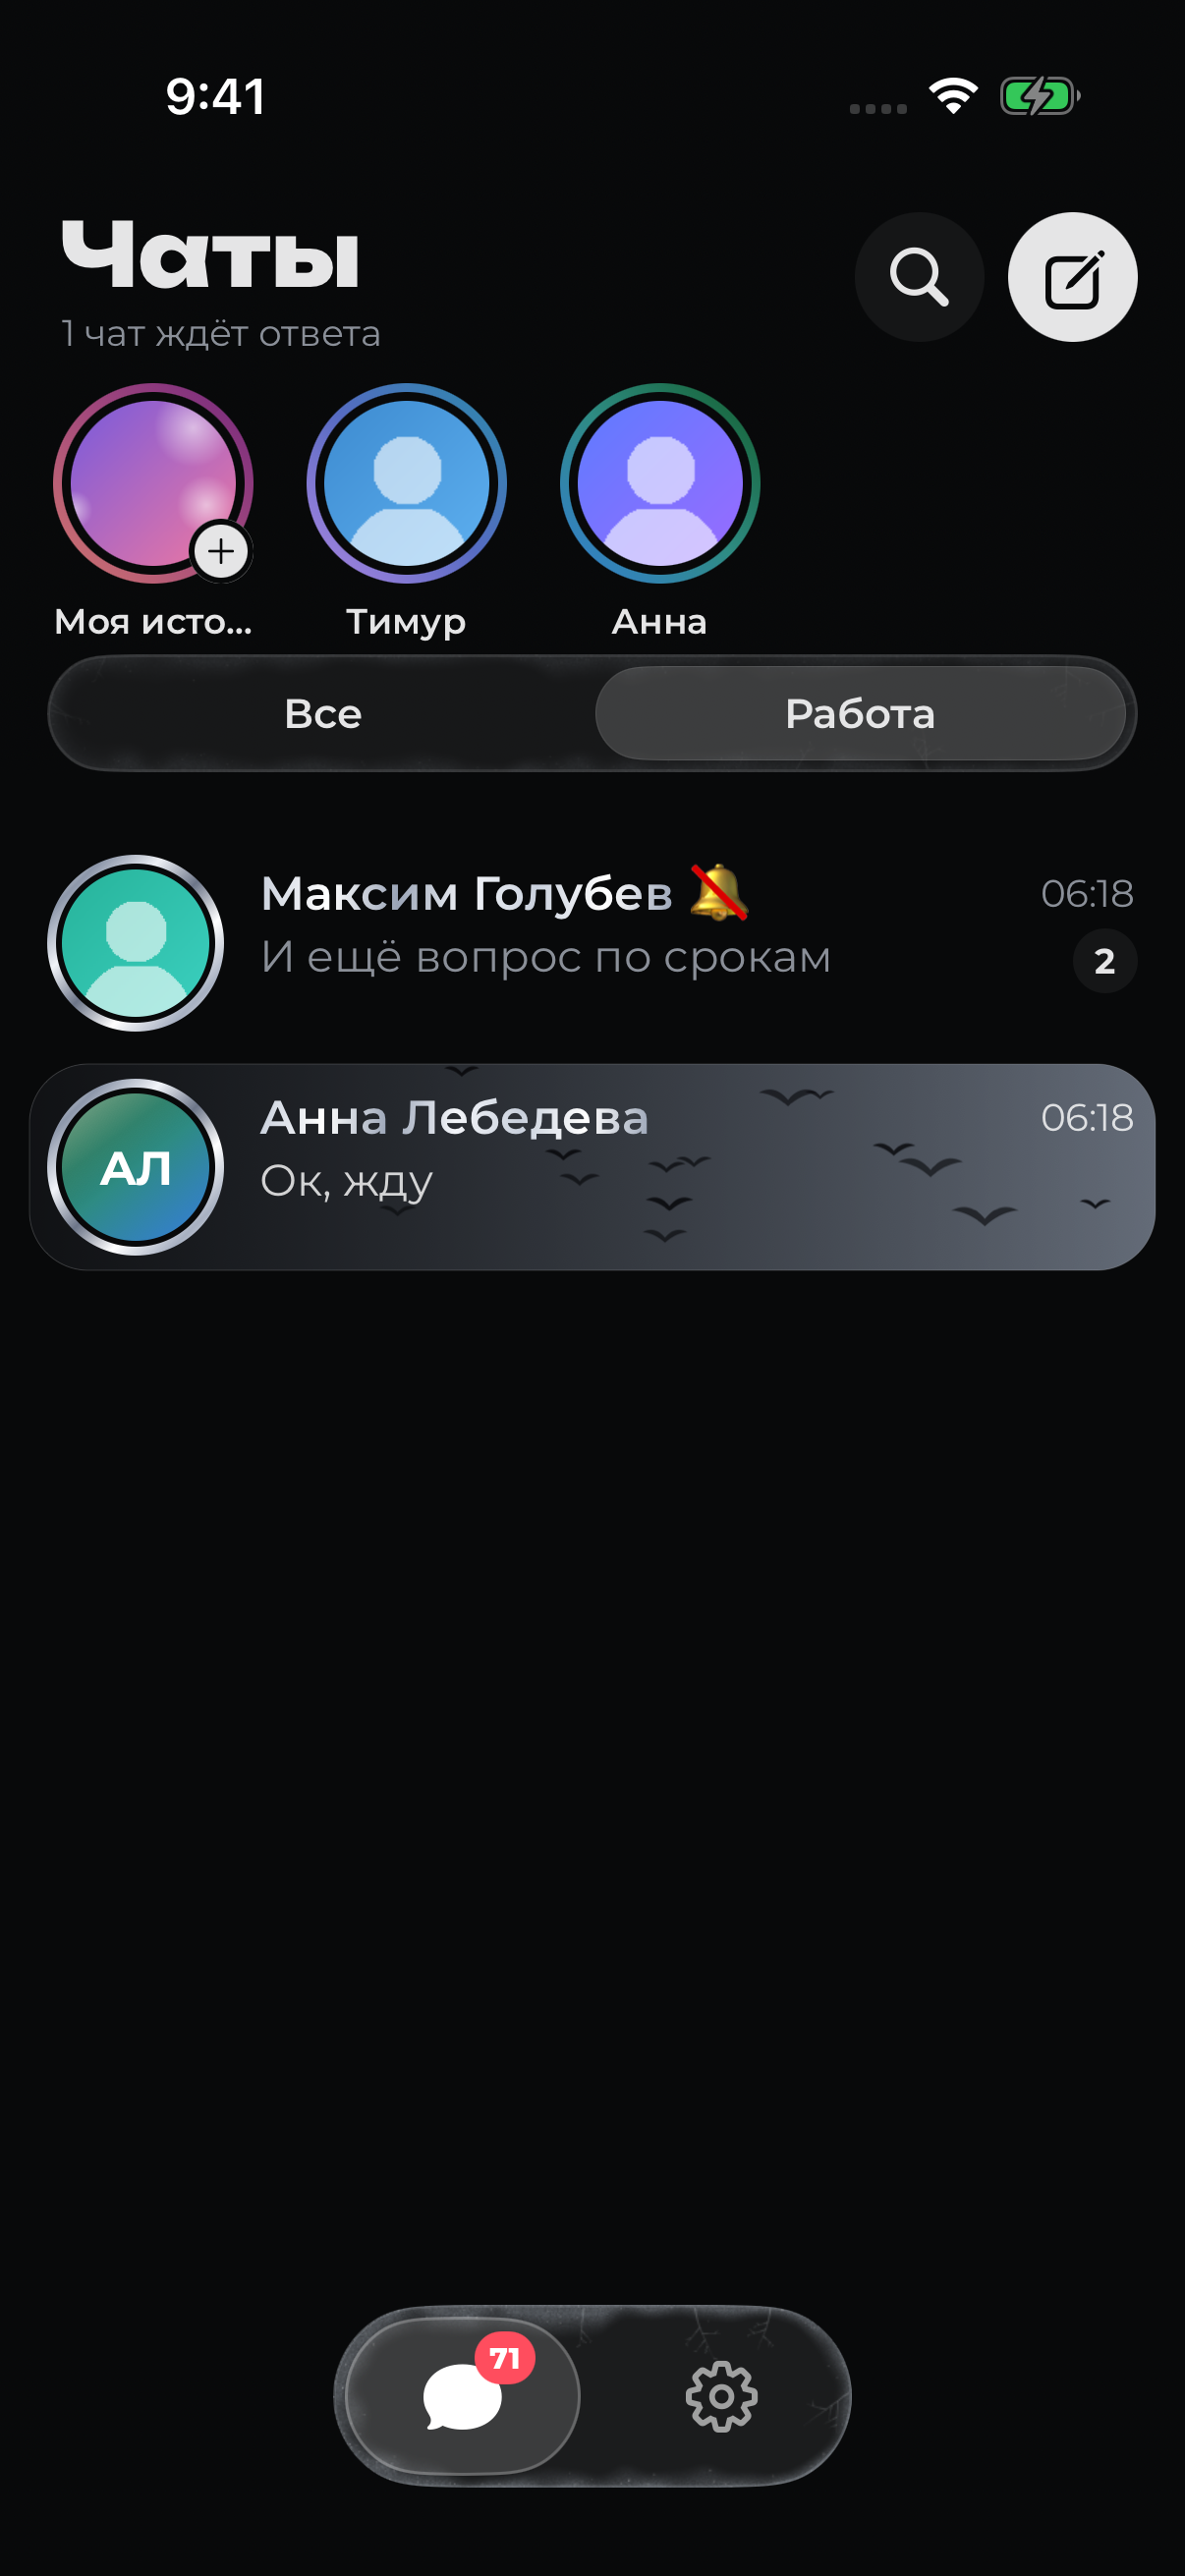 9:41
Чаты
1 чат ждёт ответа
Моя исто...
Тимур
Анна
Все
Работа
Максим Голубев
06:18
И ещё вопрос по срокам
2
АЛ
Анна Лебедева
06:18
Ок, жду
71